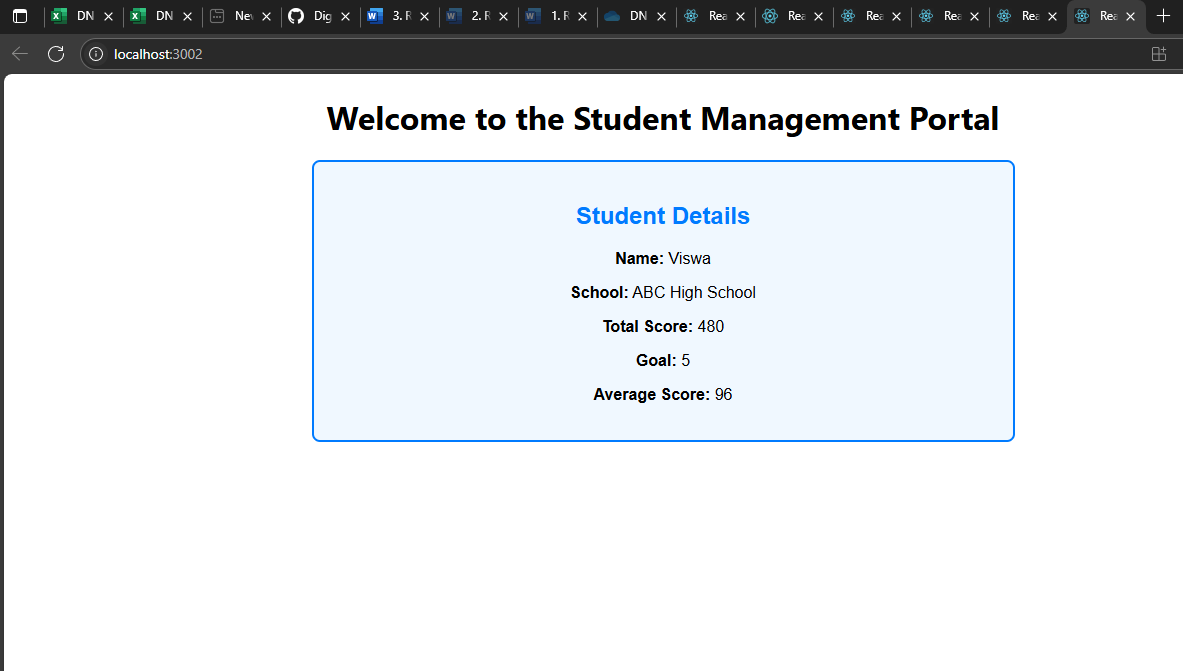 DN
DN
Nev
Dig
3. R
2. R
1. R
DN
Rea
Rea
Rea
Rea
Rea
Rea
localhost:3002
Welcome to the Student Management Portal
Student Details
Name: Viswa
School: ABC High School
Total Score: 480
Goal: 5
Average Score: 96